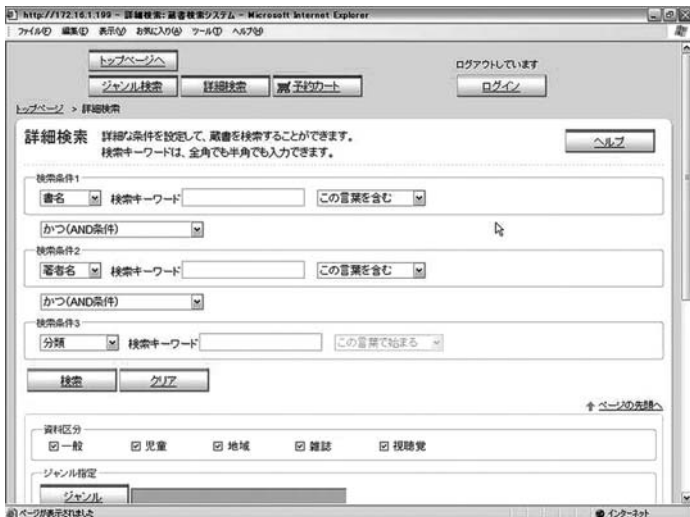 http://172.16.1.199 - 詳細検索: 蔵書検索システム - Microsoft Internet Explorer
ファイル(F) 編集(E) 表示(V) お気に入り(A) ツール(T) ヘルプ(H)
トップページへ
ログアウトしています
ジャンル検索 詳細検索 予約カート ログイン
トップページ > 詳細検索
詳細検索 詳細な条件を設定して、蔵書を検索することができます。
検索キーワードは、全角でも半角でも入力できます。
ヘルプ
検索条件1
書名 検索キーワード この言葉を含む
かつ(AND条件)
検索条件2
著者名 検索キーワード この言葉を含む
かつ(AND条件)
検索条件3
分類 検索キーワード この言葉で始まる
検索 クリア
ページの先頭へ
資料区分
一般 児童 地域 雑誌 視聴覚
ジャンル指定
ジャンル
ページが表示されました インターネット